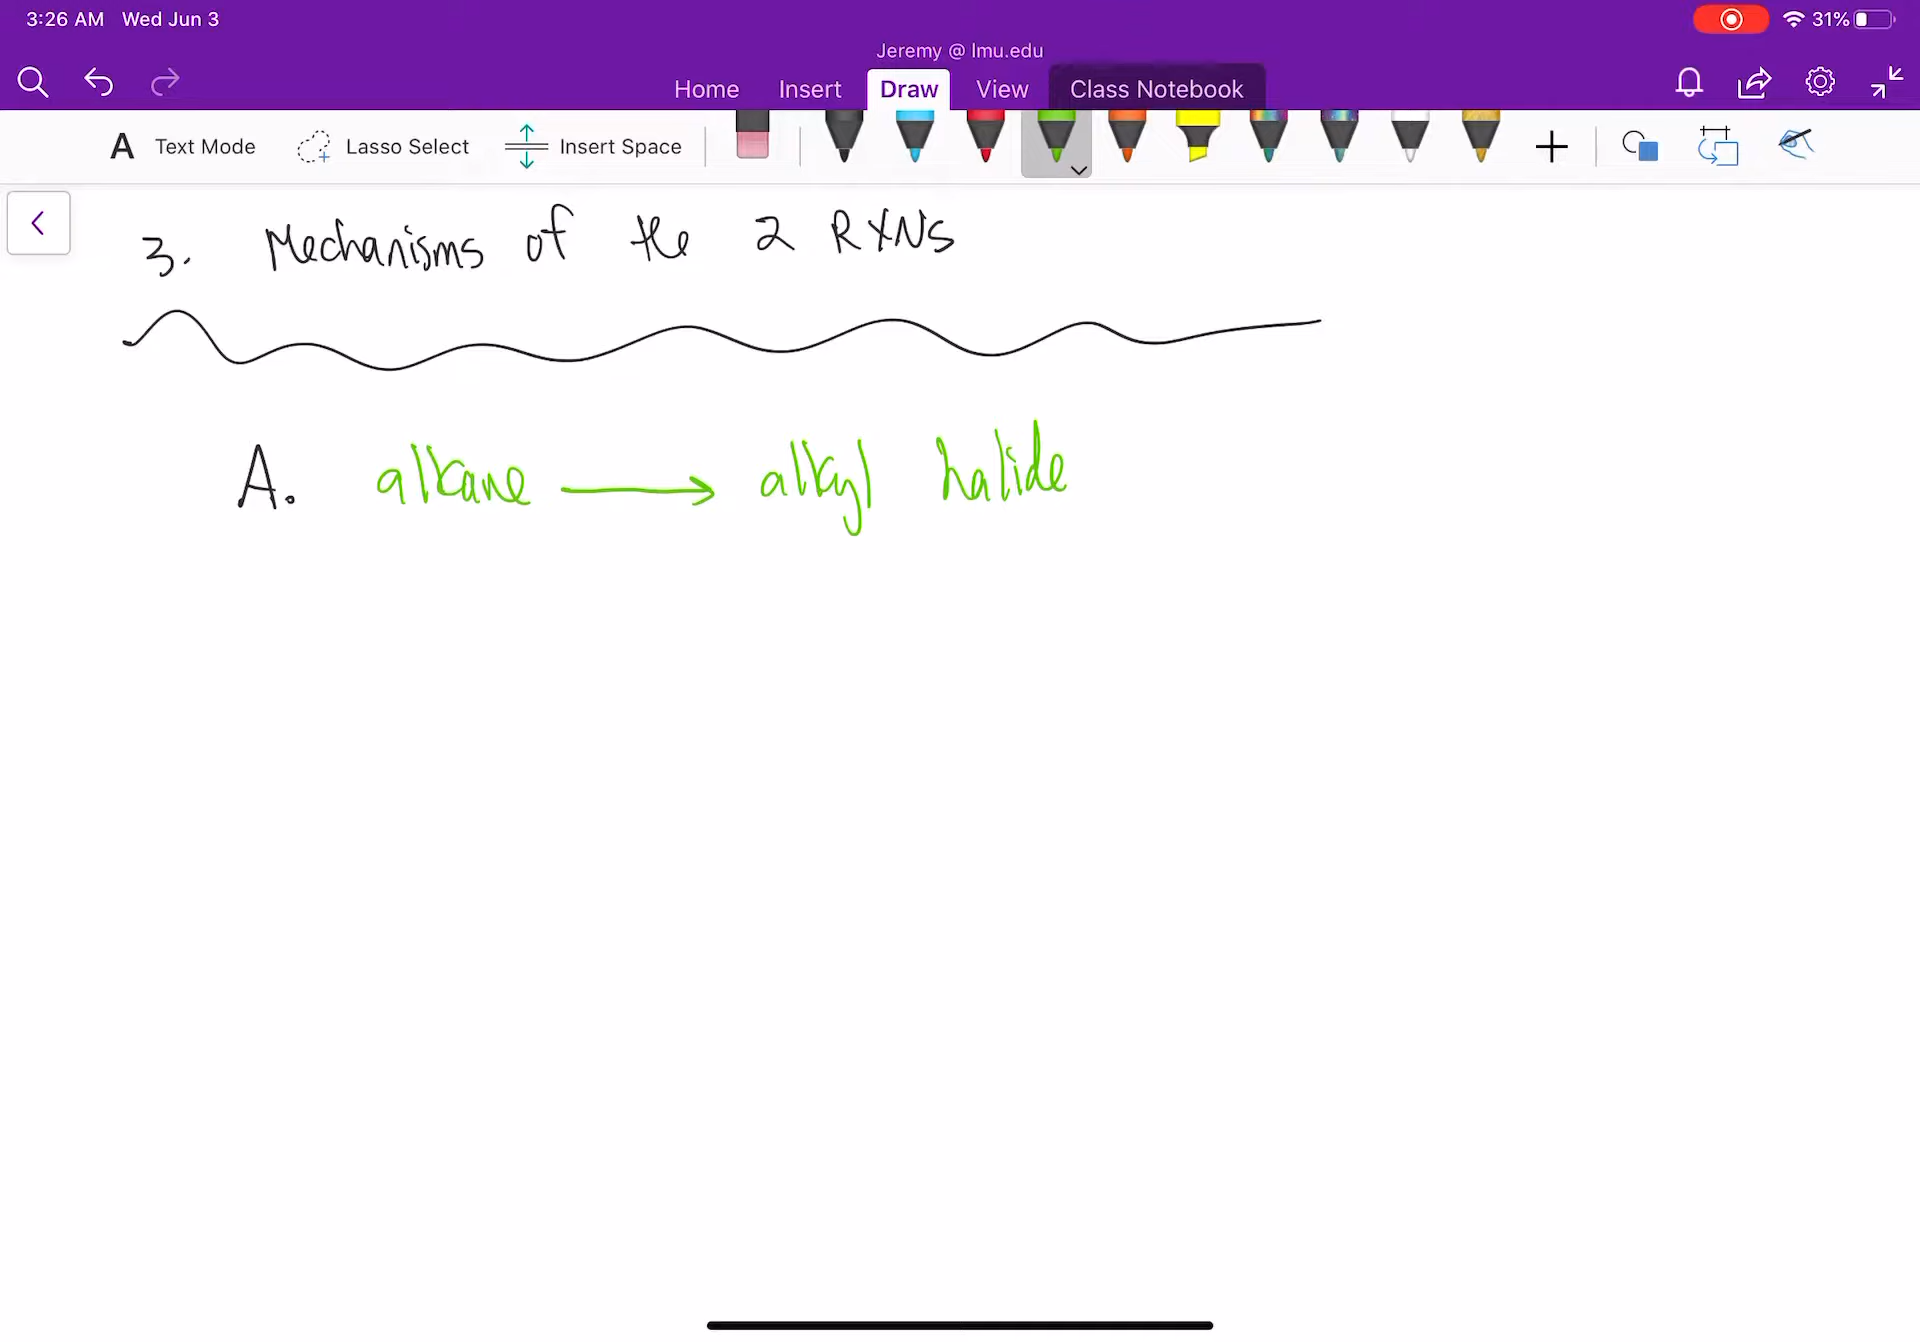 3:26 AM Wed Jun 3 31%
Jeremy @ lmu.edu
Home Insert Draw View Class Notebook
A Text Mode Lasso Select Insert Space
3. Mechanisms of the 2 RXNs
A. alkane → alkyl halide